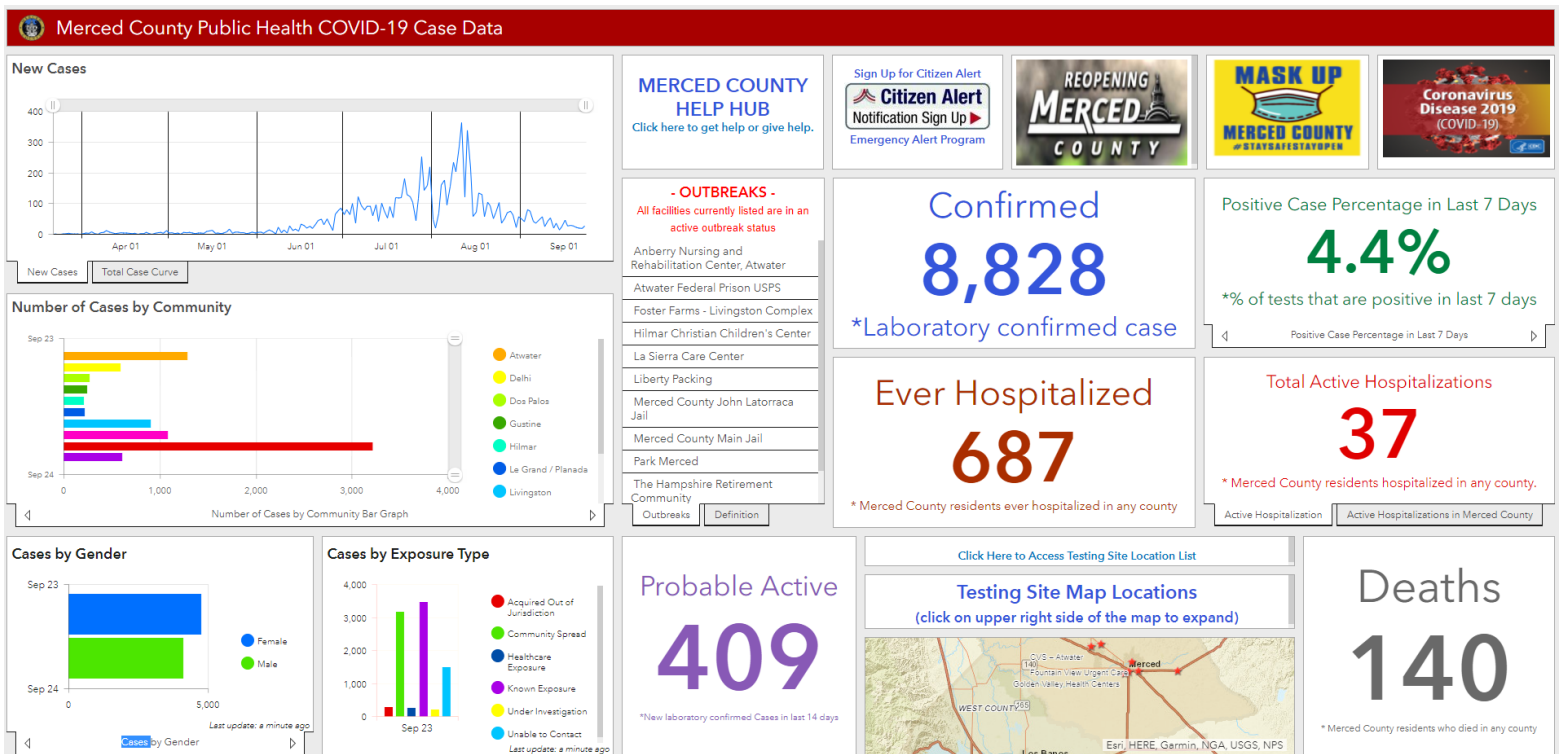 Merced County Public Health COVID-19 Case Data
New Cases
400
300
200
100
0
Apr 01
May 01
Jun 01
Jul 01
Aug 01
Sep 01
New Cases
Total Case Curve
Number of Cases by Community
Sep 23
Sep 24
0
1,000
2,000
3,000
4,000
Atwater
Delhi
Dos Palos
Gustine
Hilmar
Le Grand / Planada
Livingston
Number of Cases by Community Bar Graph
Cases by Gender
Sep 23
Sep 24
0
5,000
Female
Male
Last update: a minute ago
Cases by Gender
Cases by Exposure Type
4,000
3,000
2,000
1,000
0
Sep 23
Acquired Out of
Jurisdiction
Community Spread
Healthcare
Exposure
Known Exposure
Under Investigation
Unable to Contact
Last update: a minute ago
MERCED COUNTY
HELP HUB
Click here to get help or give help.
Sign Up for Citizen Alert
Citizen Alert
Notification Sign Up
Emergency Alert Program
REOPENING
MERCED
COUNTY
MASK UP
MERCED COUNTY
#STAYSAFESTAYOPEN
Coronavirus
Disease 2019
(COVID-19)
CDC
- OUTBREAKS -
All facilities currently listed are in an
active outbreak status
Anberry Nursing and
Rehabilitation Center, Atwater
Atwater Federal Prison USPS
Foster Farms - Livingston Complex
Hilmar Christian Children's Center
La Sierra Care Center
Liberty Packing
Merced County John Latorraca
Jail
Merced County Main Jail
Park Merced
The Hampshire Retirement
Community
Outbreaks
Definition
Confirmed
8,828
*Laboratory confirmed case
Positive Case Percentage in Last 7 Days
4.4%
*% of tests that are positive in last 7 days
Positive Case Percentage in Last 7 Days
Ever Hospitalized
687
* Merced County residents ever hospitalized in any county
Total Active Hospitalizations
37
* Merced County residents hospitalized in any county.
Active Hospitalization
Active Hospitalizations in Merced County
Probable Active
409
*New laboratory confirmed Cases in last 14 days
Click Here to Access Testing Site Location List
Testing Site Map Locations
(click on upper right side of the map to expand)
CVS – Atwater
140
Merced
Fountain View Urgent Care
Golden Valley Health Centers
WEST COUNTY
165
Los Banos
Esri, HERE, Garmin, NGA, USGS, NPS
Deaths
140
* Merced County residents who died in any county